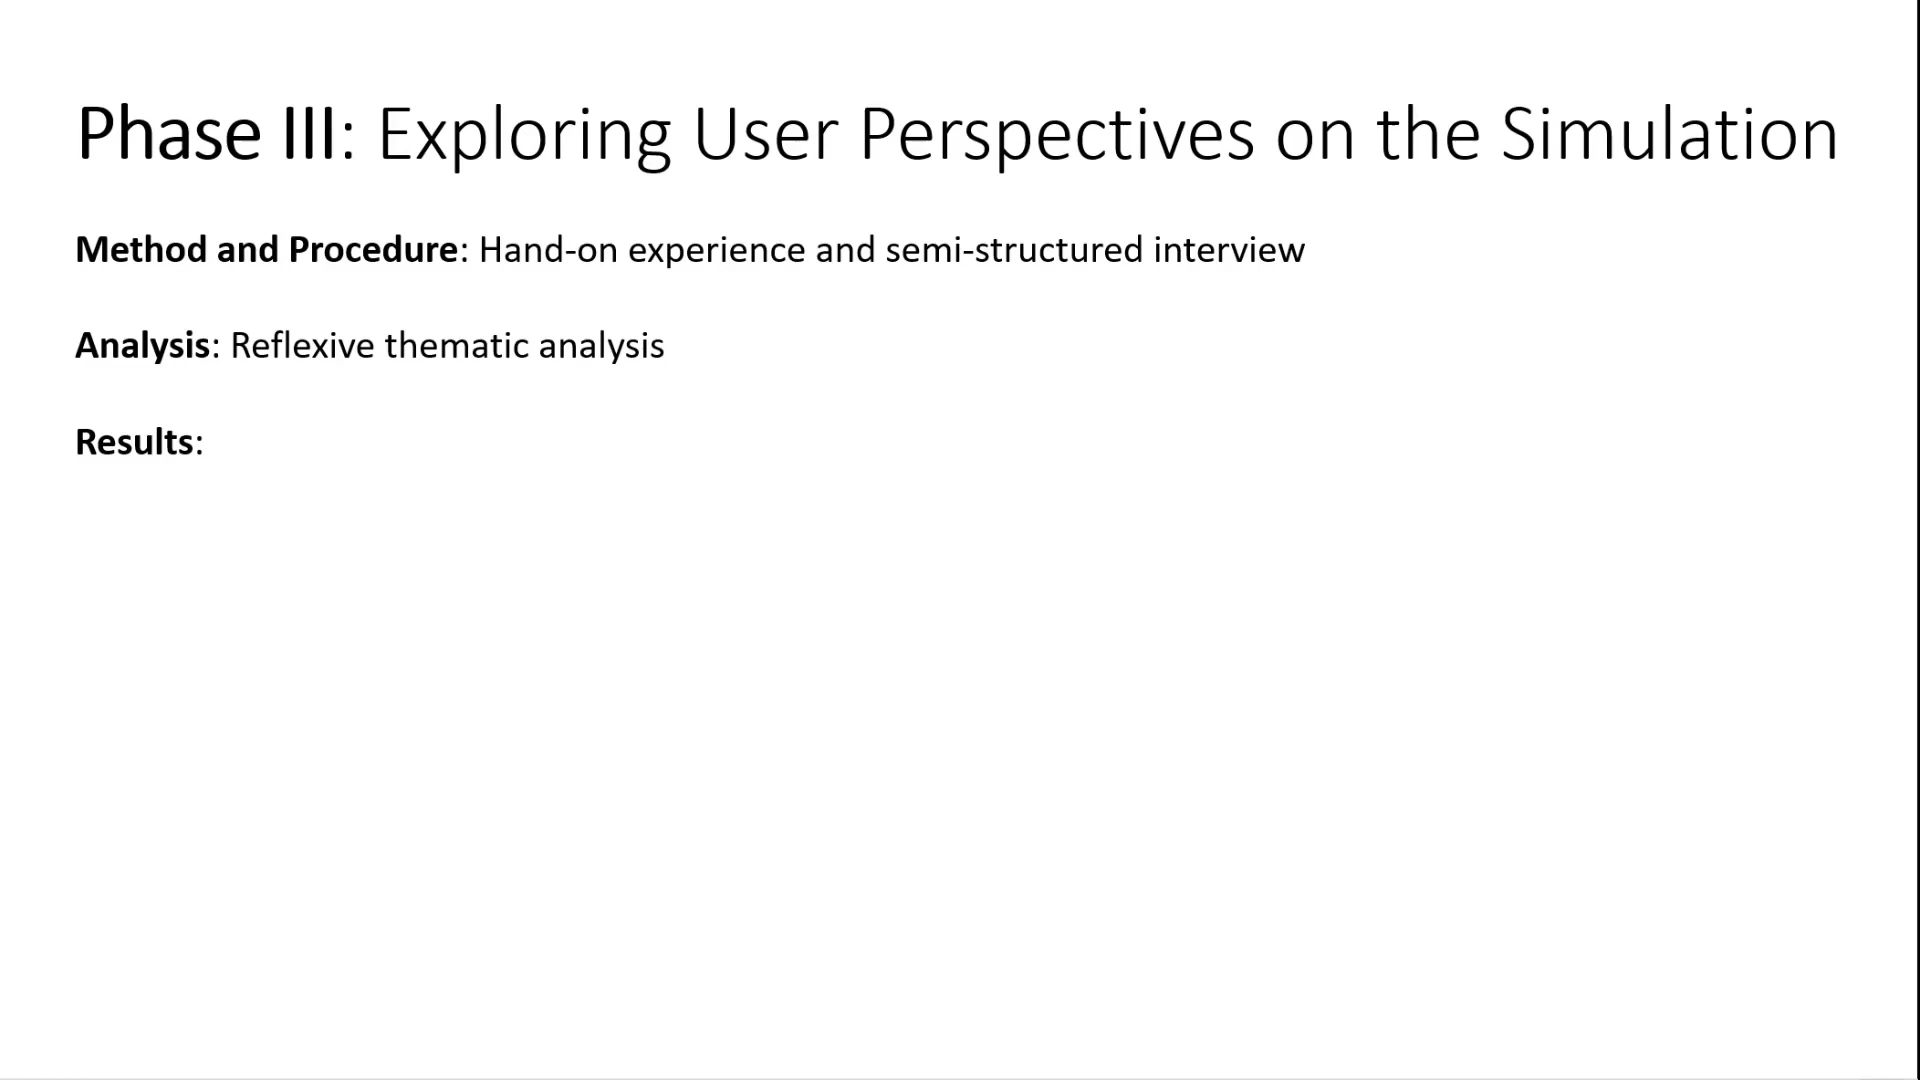 Phase III: Exploring User Perspectives on the Simulation
Method and Procedure: Hand-on experience and semi-structured interview
Analysis: Reflexive thematic analysis
Results: